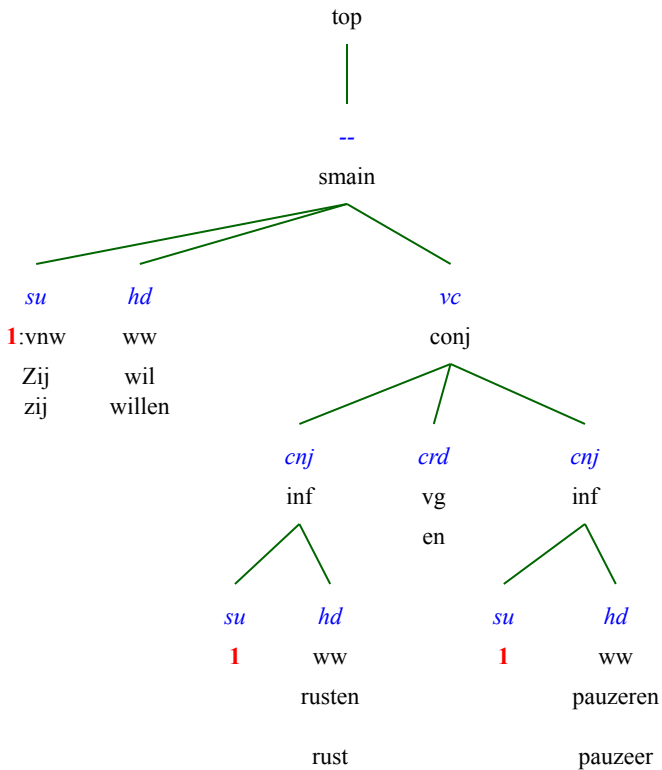 top
--
smain
su hd vc
1:vnw ww conj
Zij wil
zij willen
cnj crd cnj
inf vg inf
en
su hd su hd
1 ww 1 ww
rusten pauzeren
rust pauzeer